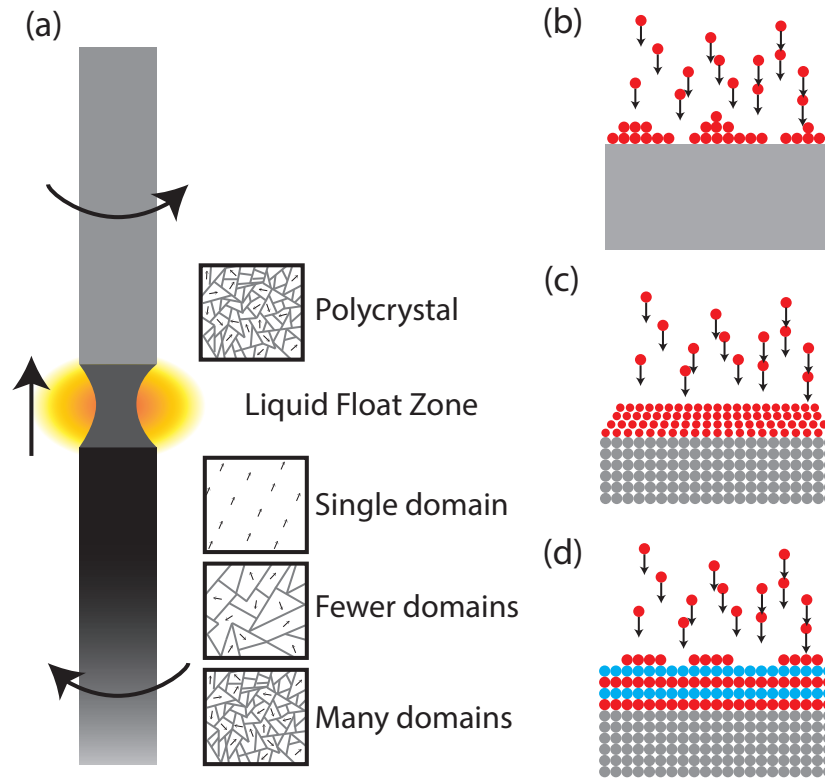 (a)
Polycrystal
Liquid Float Zone
Single domain
Fewer domains
Many domains
(b)
(c)
(d)